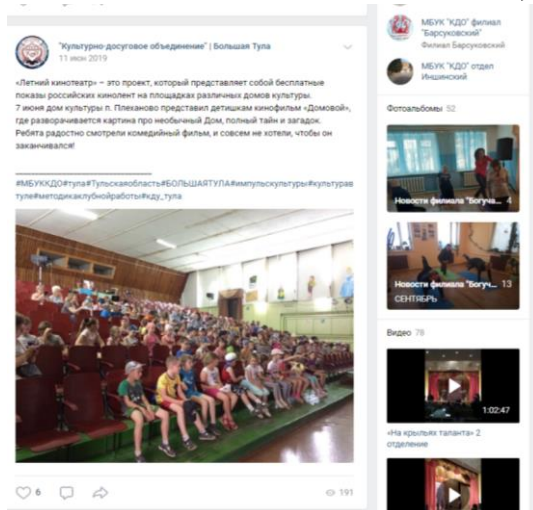 "Культурно-досуговое объединение" | Большая Тула
11 июн 2019
«Летний кинотеатр» – это проект, который представляет собой бесплатные
показы российских кинолент на площадках различных домов культуры.
7 июня дом культуры п. Плеханово представил детишкам кинофильм «Домовой»,
где разворачивается картина про необычный Дом, полный тайн и загадок.
Ребята радостно смотрели комедийный фильм, и совсем не хотели, чтобы он
заканчивался!
#МБУККДО#тула#Тульскаяобласть#БОЛЬШАЯТУЛА#импульскультуры#культурав
туле#методикаклубнойработы#кду_тула
6
191
МБУК "КДО" филиал
"Барсуковский"
Филиал Барсуковский
МБУК "КДО" отдел
Иншинский
Фотоальбомы 52
Новости филиала "Богуча... 4
Новости филиала "Богуч... 13
СЕНТЯБРЬ
Видео 78
1:02:47
«На крыльях таланта» 2
отделение